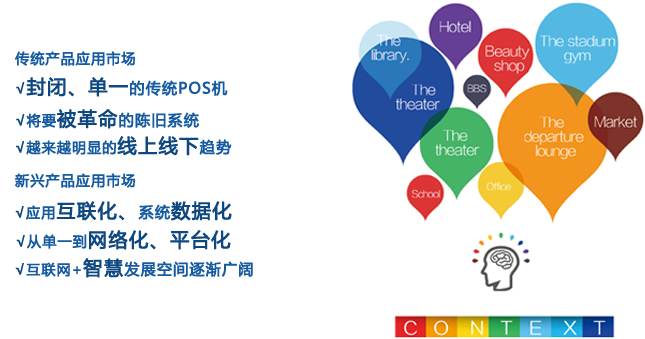 传统产品应用市场
√封闭、单一的传统POS机
√将要被革命的陈旧系统
√越来越明显的线上线下趋势
新兴产品应用市场
√应用互联化、系统数据化
√从单一到网络化、平台化
√互联网+智慧发展空间逐渐广阔
Hotel
The
library.
Beauty
shop
The stadium
gym
The
theater
BBS
The
theater
The
departure
lounge
Market
School
Office
CONTEXT